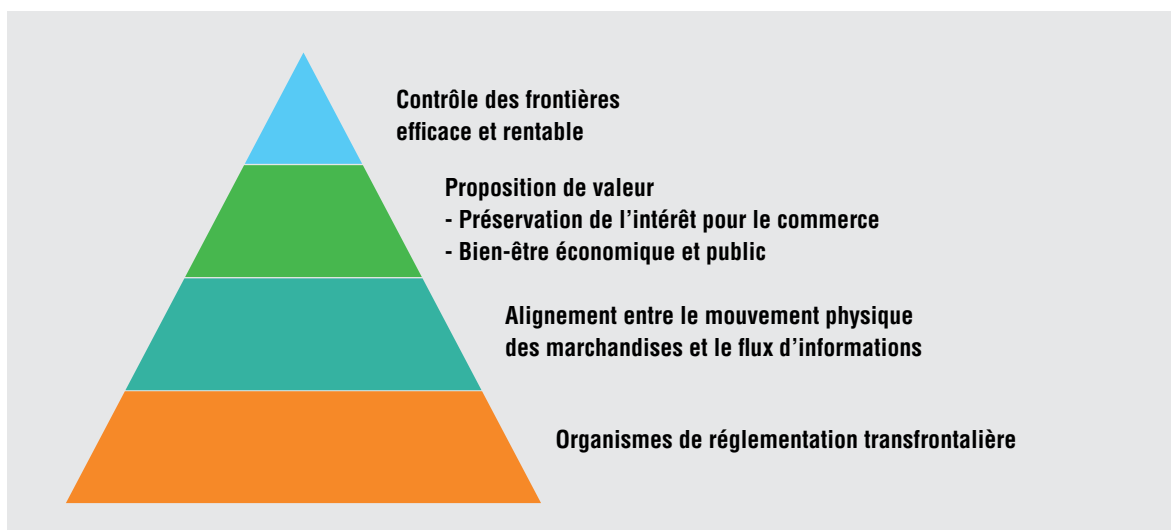 Contrôle des frontières
efficace et rentable
Proposition de valeur
- Préservation de l’intérêt pour le commerce
- Bien-être économique et public
Alignement entre le mouvement physique
des marchandises et le flux d’informations
Organismes de réglementation transfrontalière